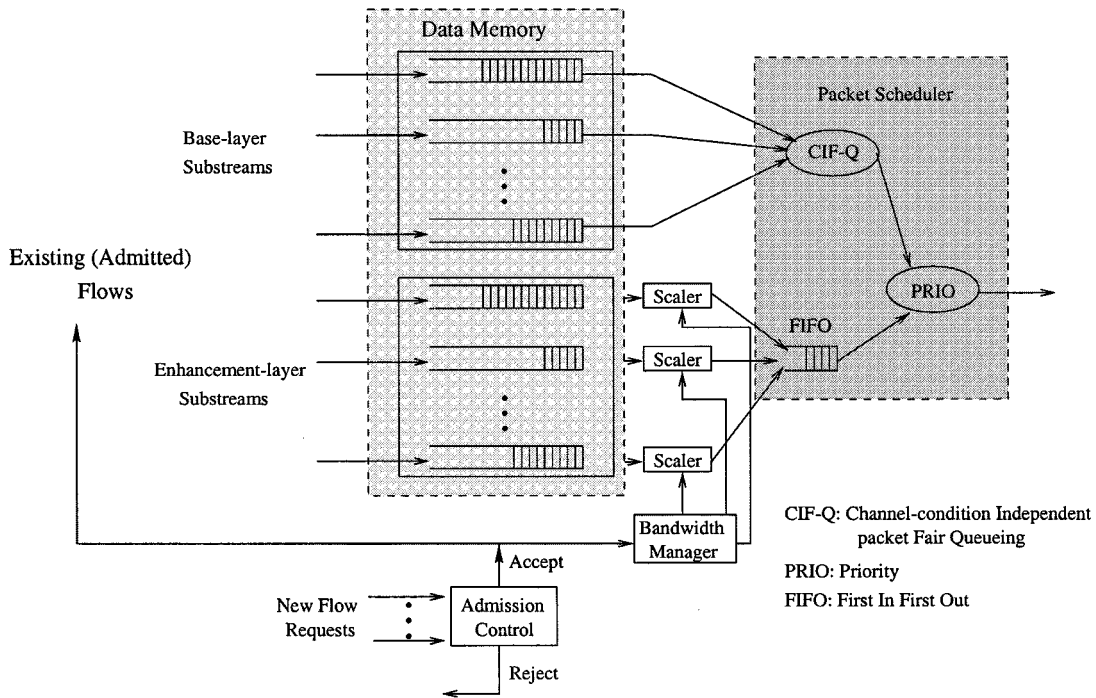 Data Memory
Packet Scheduler
Base-layer
Substreams
CIF-Q
Existing (Admitted)
Flows
PRIO
Scaler
FIFO
Scaler
Enhancement-layer
Substreams
Scaler
Bandwidth
Manager
CIF-Q: Channel-condition Independent
packet Fair Queueing
PRIO: Priority
FIFO: First In First Out
Accept
New Flow
Requests
Admission
Control
Reject